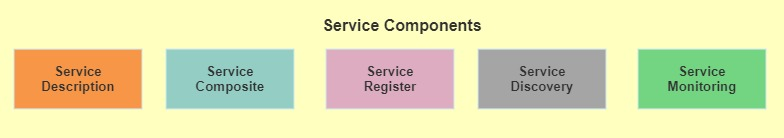 Service Components
Service
Description
Service
Composite
Service
Register
Service
Discovery
Service
Monitoring